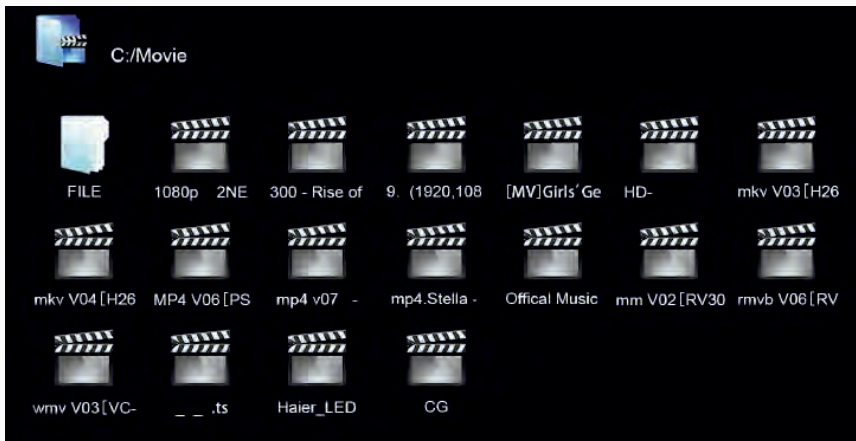 C:/Movie
FILE 1080p 2NE 300 - Rise of 9. (1920,108 [MV]Girls´Ge HD- mkv V03[H26
mkv V04[H26 MP4 V06[PS mp4 v07 - mp4.Stella - Offical Music mm V02[RV30 rmvb V06[RV
wmv V03[VC- _ _ .ts Haier_LED CG